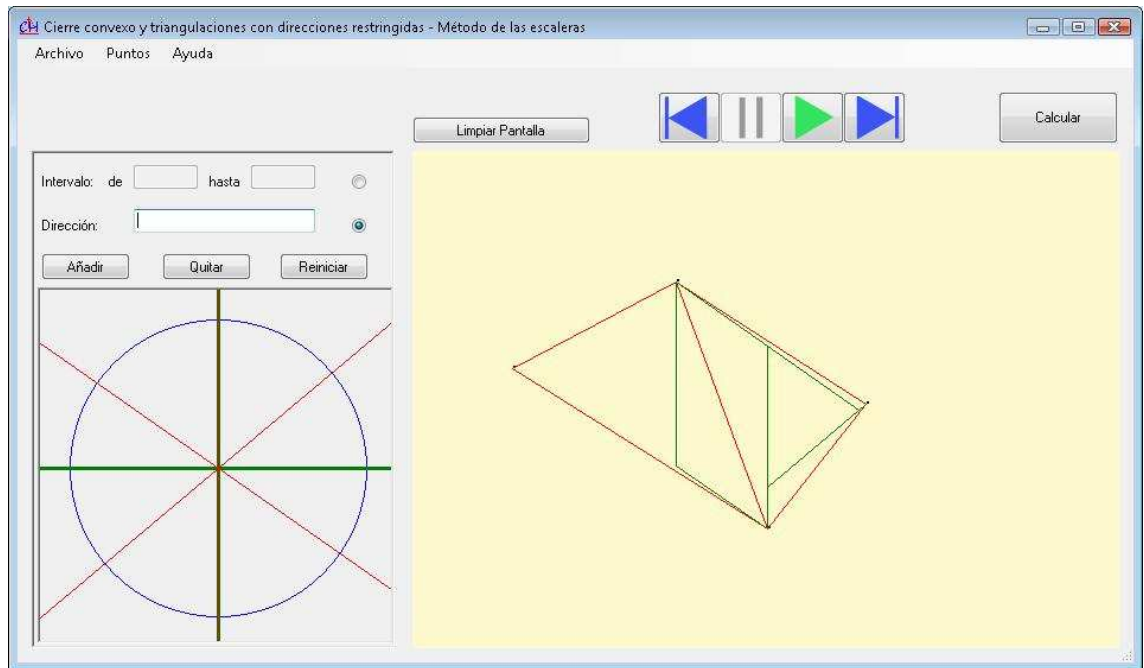 Cierre convexo y triangulaciones con direcciones restringidas - Método de las escaleras
Archivo Puntos Ayuda
Limpiar Pantalla
Calcular
Intervalo: de hasta
Dirección:
Añadir Quitar Reiniciar